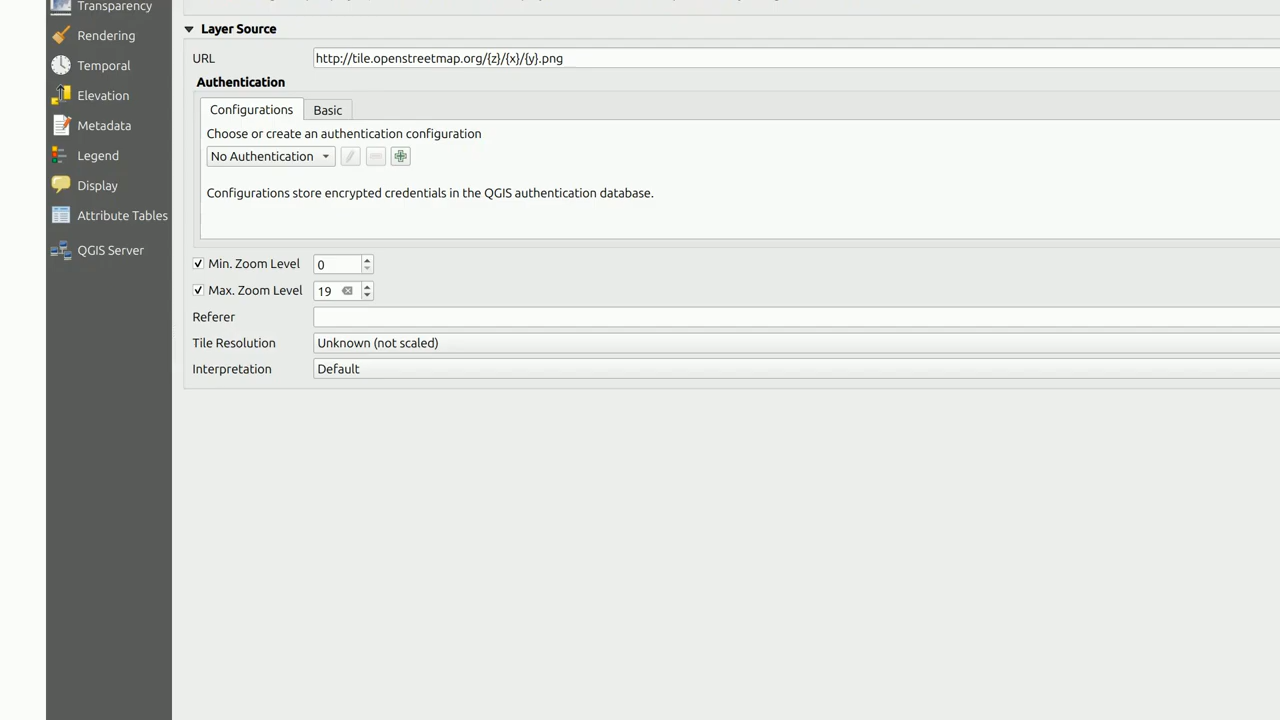 Transparency
Rendering
Temporal
Elevation
Metadata
Legend
Display
Attribute Tables
QGIS Server
Layer Source
URL http://tile.openstreetmap.org/{z}/{x}/{y}.png
Authentication
Configurations Basic
Choose or create an authentication configuration
No Authentication
Configurations store encrypted credentials in the QGIS authentication database.
Min. Zoom Level 0
Max. Zoom Level 19
Referer
Tile Resolution Unknown (not scaled)
Interpretation Default